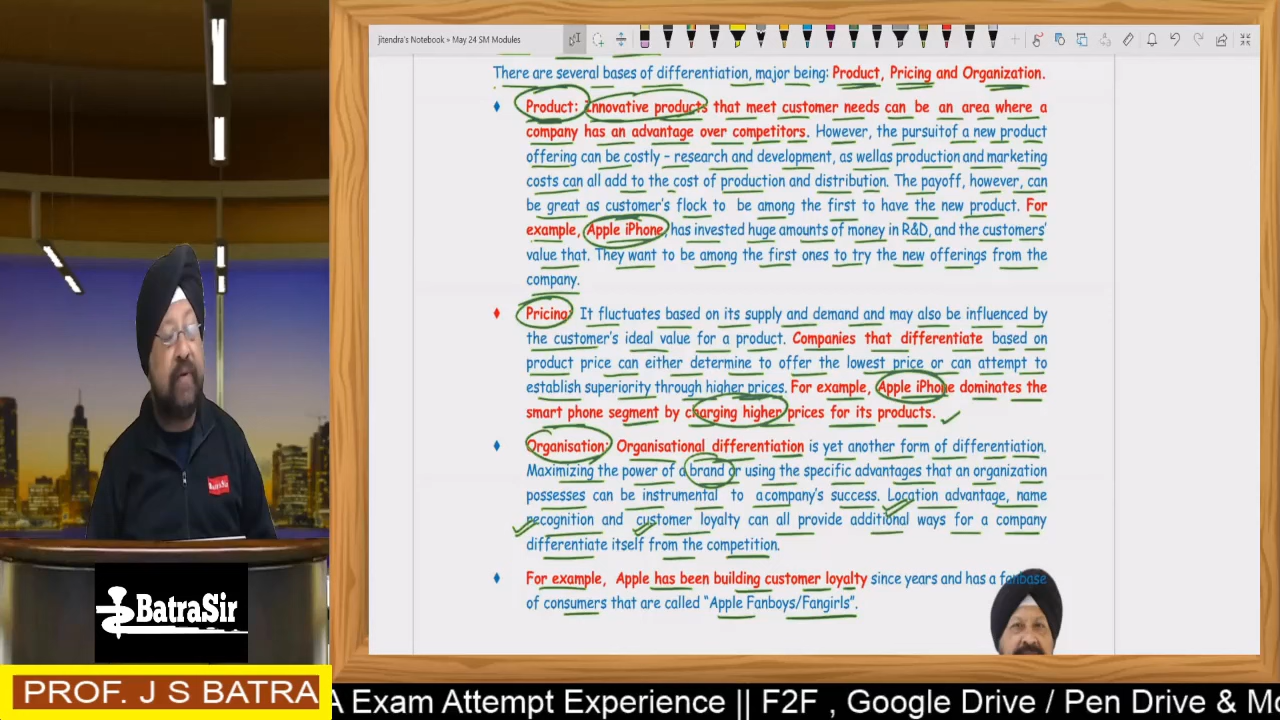 jitendra's Notebook » May 24 SM Modules
There are several bases of differentiation, major being: Product, Pricing and Organization.
Product: Innovative products that meet customer needs can be an area where a
company has an advantage over competitors. However, the pursuitof a new product
offering can be costly – research and development, as wellas production and marketing
costs can all add to the cost of production and distribution. The payoff, however, can
be great as customer's flock to be among the first to have the new product. For
example, Apple iPhone has invested huge amounts of money in R&D, and the customers'
value that. They want to be among the first ones to try the new offerings from the
company.
Pricing: It fluctuates based on its supply and demand and may also be influenced by
the customer's ideal value for a product. Companies that differentiate based on
product price can either determine to offer the lowest price or can attempt to
establish superiority through higher prices. For example, Apple iPhone dominates the
smart phone segment by charging higher prices for its products.
Organisation: Organisational differentiation is yet another form of differentiation.
Maximizing the power of a brand or using the specific advantages that an organization
possesses can be instrumental to acompany's success. Location advantage, name
recognition and customer loyalty can all provide additional ways for a company
differentiate itself from the competition.
For example, Apple has been building customer loyalty since years and has a fanbase
of consumers that are called "Apple Fanboys/Fangirls".
BatraSir
BatraSir
PROF. J S BATRA
A Exam Attempt Experience || F2F , Google Drive / Pen Drive & Mo